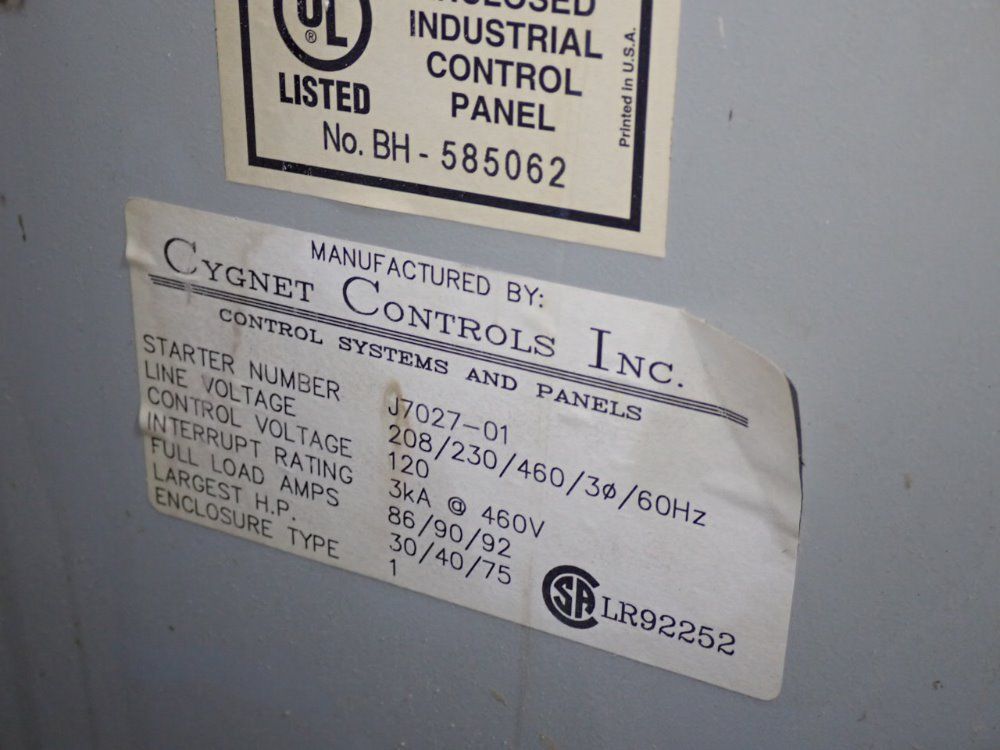 UL
®
LISTED
INDUSTRIAL
CONTROL
PANEL
No. BH - 585062
Printed in U.S.A.
MANUFACTURED BY:
CYGNET CONTROLS INC.
CONTROL SYSTEMS AND PANELS
STARTER NUMBER J7027-01
LINE VOLTAGE 208/230/460/3ø/60Hz
CONTROL VOLTAGE 120
INTERRUPT RATING 3kA @ 460V
FULL LOAD AMPS 86/90/92
LARGEST H.P. 30/40/75
ENCLOSURE TYPE 1
CSA LR92252